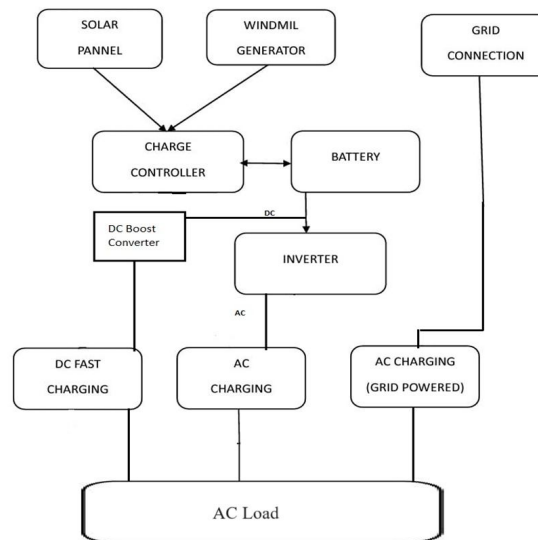 SOLAR
PANNEL
WINDMIL
GENERATOR
GRID
CONNECTION
CHARGE
CONTROLLER
BATTERY
DC
DC Boost
Converter
INVERTER
AC
DC FAST
CHARGING
AC
CHARGING
AC CHARGING
(GRID POWERED)
AC Load